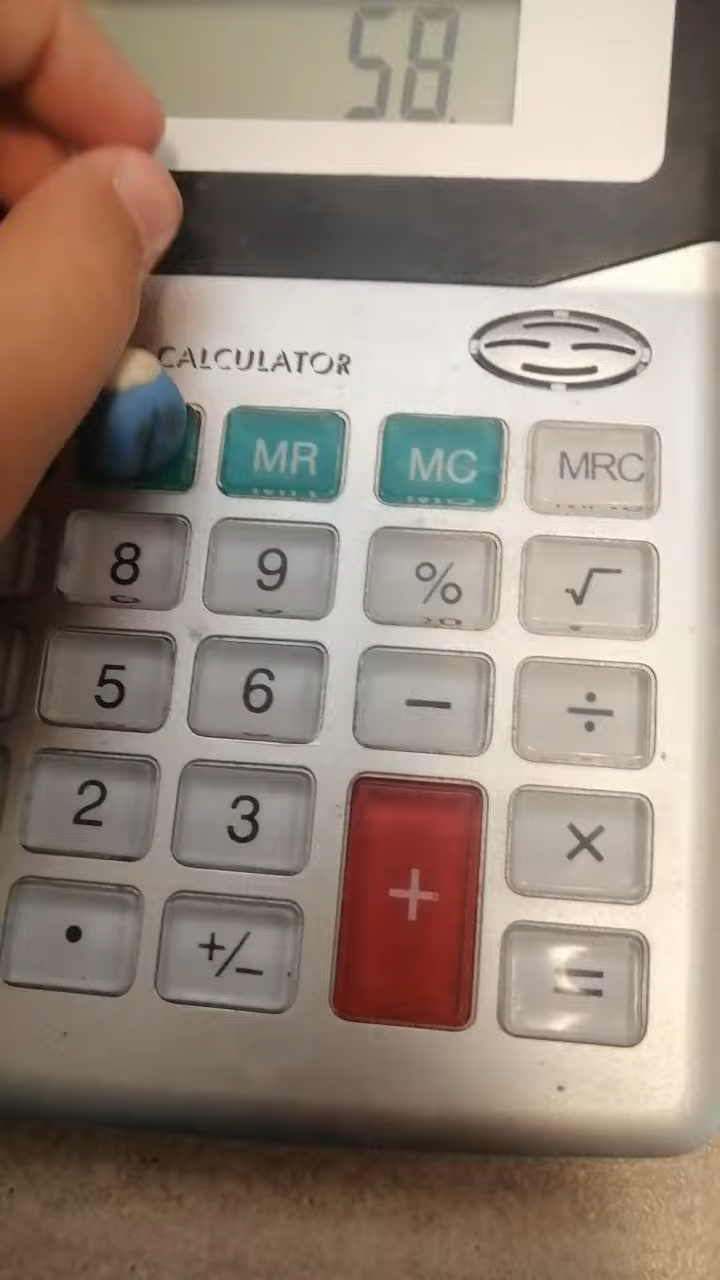 58.
CALCULATOR
MR MC MRC
8 9 % √
5 6 − ÷
2 3 + ×
. +/− =